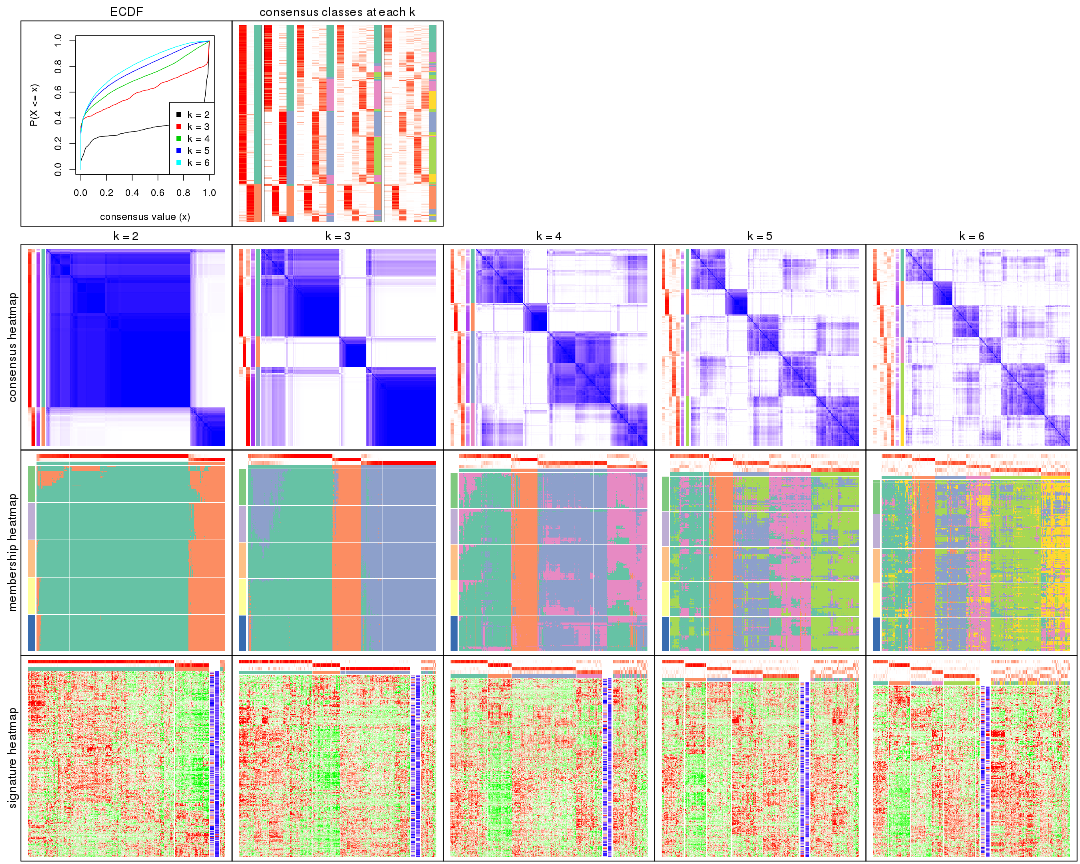 ECDF
consensus classes at each k
P(X <= x)
0.0 0.2 0.4 0.6 0.8 1.0
k = 2
k = 3
k = 4
k = 5
k = 6
0.0 0.2 0.4 0.6 0.8 1.0
consensus value (x)
k = 2 k = 3 k = 4 k = 5 k = 6
consensus heatmap
membership heatmap
signature heatmap